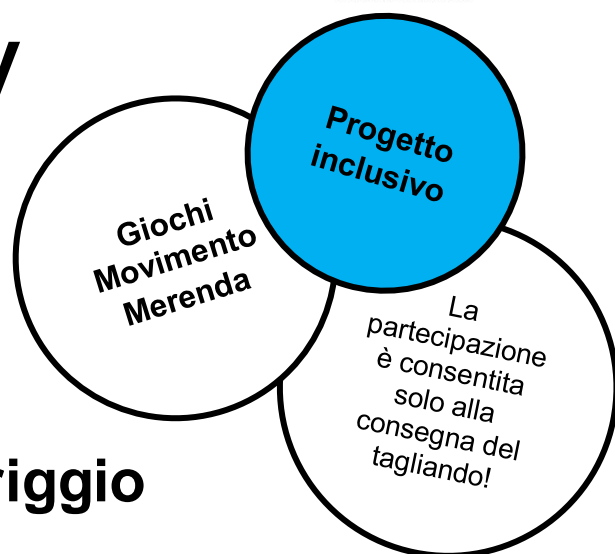 y
Progetto
inclusivo
Giochi
Movimento
Merenda
La
partecipazione
è consentita
solo alla
consegna del
tagliando!
riggio